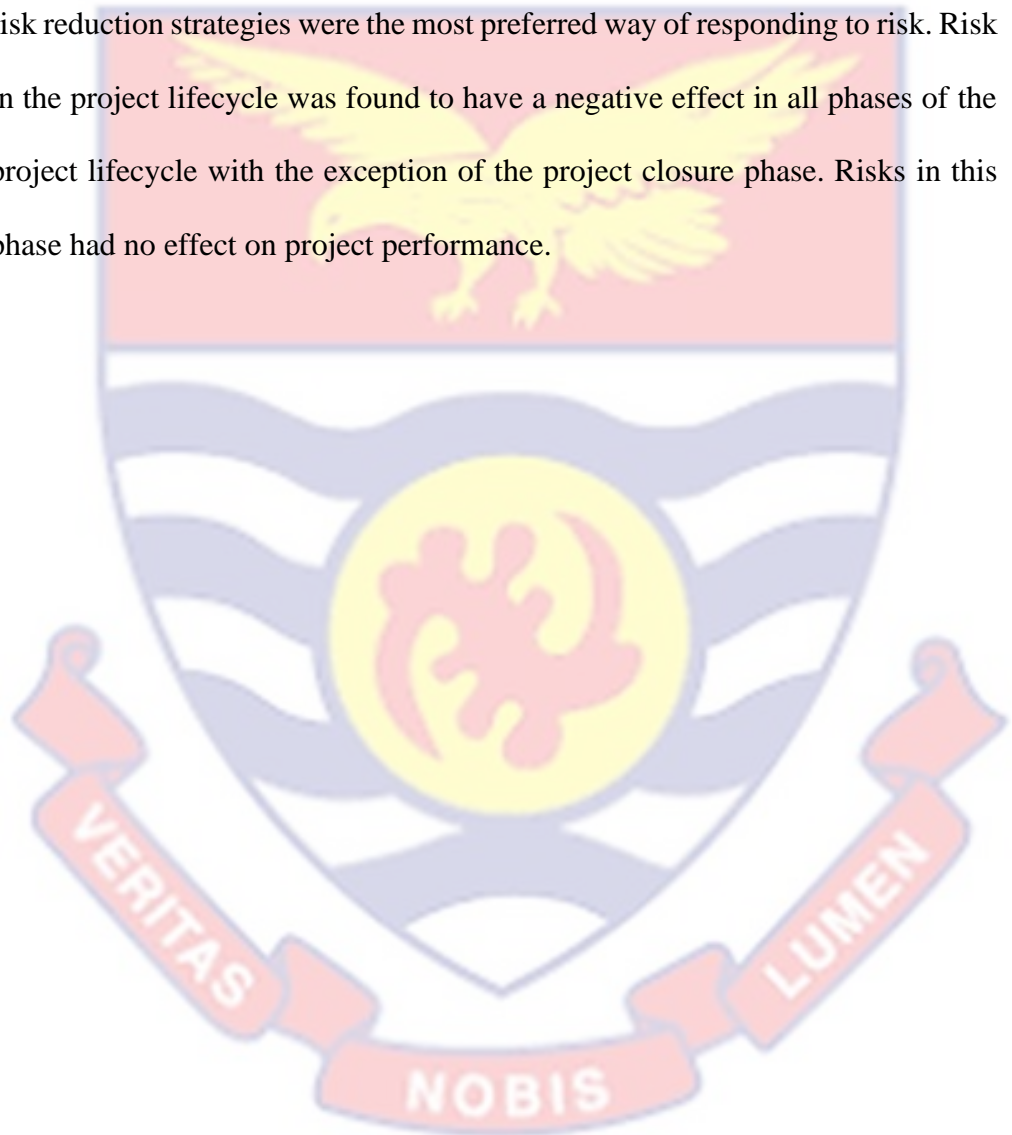 isk reduction strategies were the most preferred way of responding to risk. Risk
n the project lifecycle was found to have a negative effect in all phases of the
project lifecycle with the exception of the project closure phase. Risks in this
phase had no effect on project performance.
VERITAS
NOBIS
LUMEN